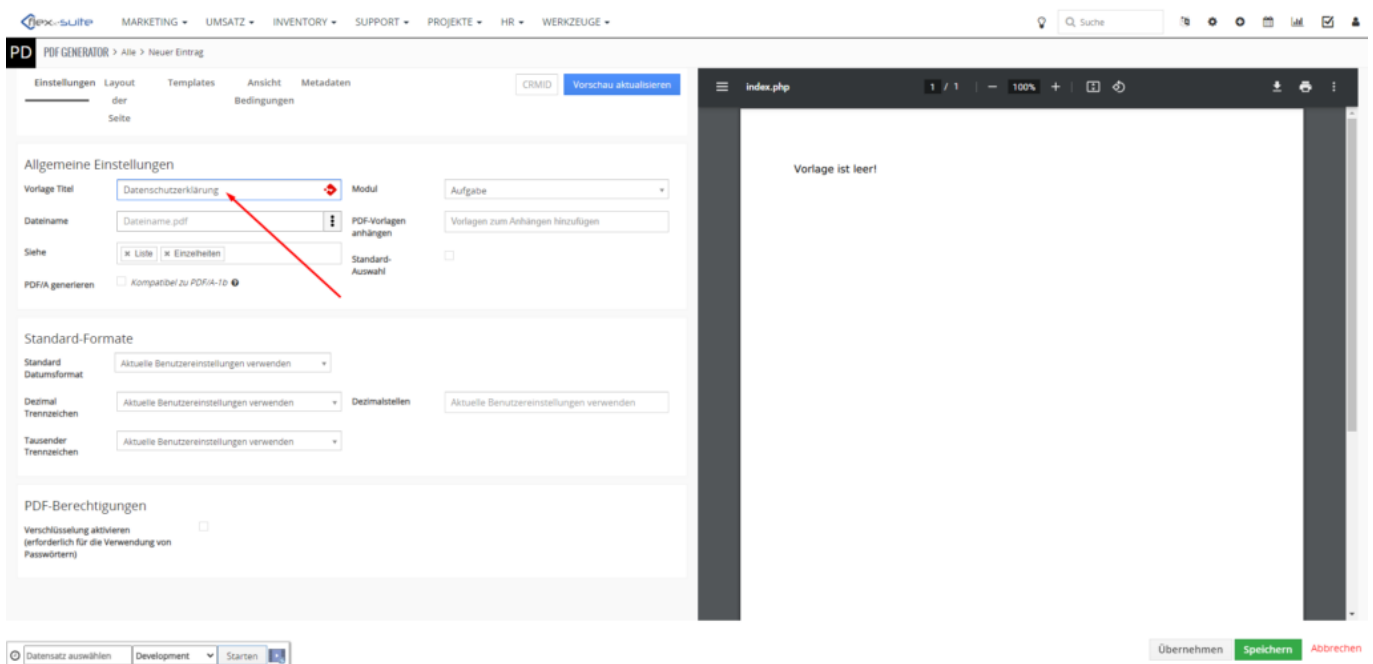 flex-suite MARKETING UMSATZ INVENTORY SUPPORT PROJEKTE HR WERKZEUGE Suche
PD PDF GENERATOR > Alle > Neuer Eintrag
Einstellungen Layout der Seite Templates Ansicht Bedingungen Metadaten CRMID Vorschau aktualisieren
index.php 1 / 1 100%
Vorlage ist leer!
Allgemeine Einstellungen
Vorlage Titel Datenschutzerklärung Modul Aufgabe
Dateiname Dateiname.pdf PDF-Vorlagen anhängen Vorlagen zum Anhängen hinzufügen
Siehe × Liste × Einzelheiten Standard-Auswahl
PDF/A generieren Kompatibel zu PDF/A-1b
Standard-Formate
Standard Datumsformat Aktuelle Benutzereinstellungen verwenden
Dezimal Trennzeichen Aktuelle Benutzereinstellungen verwenden Dezimalstellen Aktuelle Benutzereinstellungen verwenden
Tausender Trennzeichen Aktuelle Benutzereinstellungen verwenden
PDF-Berechtigungen
Verschlüsselung aktivieren
(erforderlich für die Verwendung von
Passwörtern)
Datensatz auswählen Development Starten
Übernehmen Speichern Abbrechen